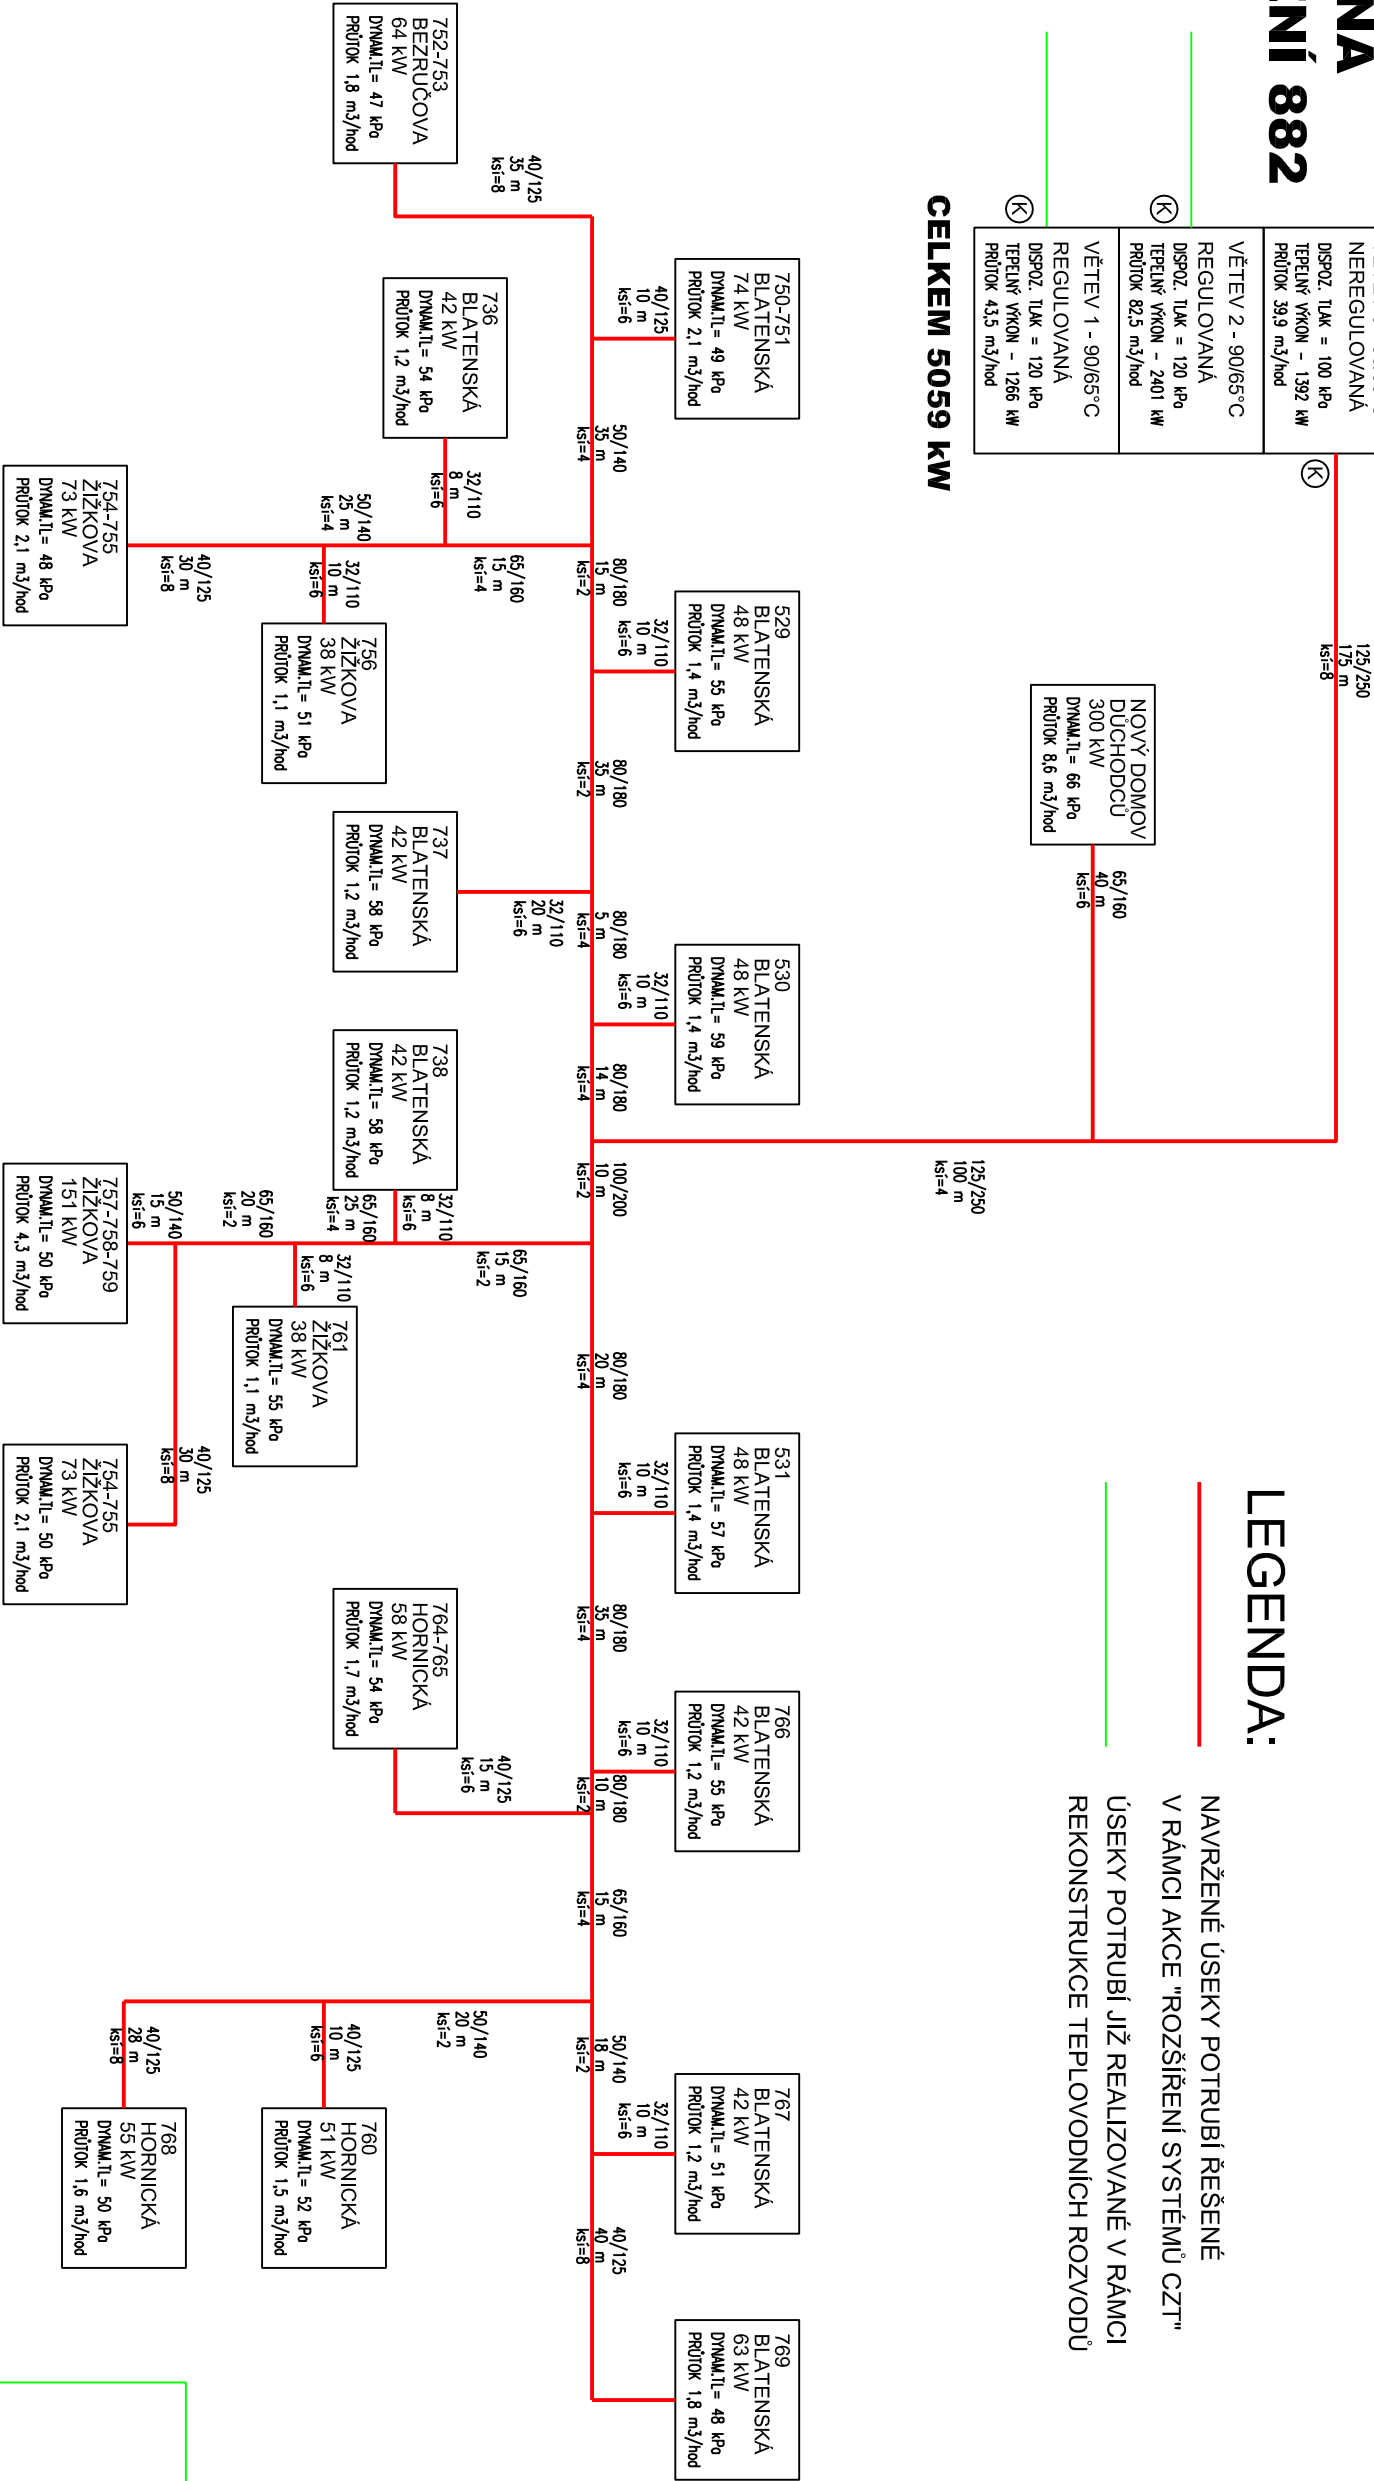 NA
ENÍ 882
NEREGULOVANÁ
DISPOZ. TLAK = 100 kPa
TEPELNÝ VÝKON - 1392 kW
PRŮTOK 39,9 m3/hod
K
VĚTEV 2 - 90/65°C
REGULOVANÁ
DISPOZ. TLAK = 120 kPa
TEPELNÝ VÝKON - 2401 kW
PRŮTOK 82,5 m3/hod
K
VĚTEV 1 - 90/65°C
REGULOVANÁ
DISPOZ. TLAK = 120 kPa
TEPELNÝ VÝKON - 1266 kW
PRŮTOK 43,5 m3/hod
K
CELKEM 5059 kW
125/250
175 m
ksí=8
NOVÝ DOMOV
DŮCHODCŮ
300 kW
DYNAM.TL= 66 kPa
PRŮTOK 8,6 m3/hod
65/160
40 m
ksí=6
125/250
100 m
ksí=4
LEGENDA:
NAVRŽENÉ ÚSEKY POTRUBÍ ŘEŠENÉ
V RÁMCI AKCE "ROZŠÍŘENÍ SYSTÉMŮ CZT"
ÚSEKY POTRUBÍ JIŽ REALIZOVANÉ V RÁMCI
REKONSTRUKCE TEPLOVODNÍCH ROZVODŮ
750-751
BLATENSKÁ
74 kW
DYNAM.TL= 49 kPa
PRŮTOK 2,1 m3/hod
40/125
10 m
ksí=6
529
BLATENSKÁ
48 kW
DYNAM.TL= 55 kPa
PRŮTOK 1,4 m3/hod
32/110
10 m
ksí=6
530
BLATENSKÁ
48 kW
DYNAM.TL= 59 kPa
PRŮTOK 1,4 m3/hod
32/110
10 m
ksí=6
531
BLATENSKÁ
48 kW
DYNAM.TL= 57 kPa
PRŮTOK 1,4 m3/hod
32/110
10 m
ksí=6
766
BLATENSKÁ
42 kW
DYNAM.TL= 55 kPa
PRŮTOK 1,2 m3/hod
32/110
10 m
ksí=6
767
BLATENSKÁ
42 kW
DYNAM.TL= 51 kPa
PRŮTOK 1,2 m3/hod
32/110
10 m
ksí=6
769
BLATENSKÁ
63 kW
DYNAM.TL= 48 kPa
PRŮTOK 1,8 m3/hod
40/125
35 m
ksí=8
50/140
35 m
ksí=4
80/180
15 m
ksí=2
80/180
35 m
ksí=2
80/180
5 m
ksí=4
80/180
14 m
ksí=4
100/200
10 m
ksí=2
80/180
20 m
ksí=4
80/180
35 m
ksí=4
80/180
10 m
ksí=2
65/160
15 m
ksí=4
50/140
18 m
ksí=2
40/125
40 m
ksí=8
752-753
BEZRUČOVA
64 kW
DYNAM.TL= 47 kPa
PRŮTOK 1,8 m3/hod
736
BLATENSKÁ
42 kW
DYNAM.TL= 54 kPa
PRŮTOK 1,2 m3/hod
32/110
8 m
ksí=6
65/160
15 m
ksí=4
50/140
25 m
ksí=4
32/110
10 m
ksí=6
756
ŽIŽKOVA
38 kW
DYNAM.TL= 51 kPa
PRŮTOK 1,1 m3/hod
40/125
30 m
ksí=8
754-755
ŽIŽKOVA
73 kW
DYNAM.TL= 48 kPa
PRŮTOK 2,1 m3/hod
737
BLATENSKÁ
42 kW
DYNAM.TL= 58 kPa
PRŮTOK 1,2 m3/hod
32/110
20 m
ksí=6
738
BLATENSKÁ
42 kW
DYNAM.TL= 58 kPa
PRŮTOK 1,2 m3/hod
32/110
8 m
ksí=6
65/160
15 m
ksí=2
65/160
25 m
ksí=4
32/110
8 m
ksí=6
761
ŽIŽKOVA
38 kW
DYNAM.TL= 55 kPa
PRŮTOK 1,1 m3/hod
65/160
20 m
ksí=2
50/140
15 m
ksí=6
757-758-759
ŽIŽKOVA
151 kW
DYNAM.TL= 50 kPa
PRŮTOK 4,3 m3/hod
40/125
30 m
ksí=8
754-755
ŽIŽKOVA
73 kW
DYNAM.TL= 50 kPa
PRŮTOK 2,1 m3/hod
764-765
HORNICKÁ
58 kW
DYNAM.TL= 54 kPa
PRŮTOK 1,7 m3/hod
40/125
15 m
ksí=6
50/140
20 m
ksí=2
40/125
10 m
ksí=6
760
HORNICKÁ
51 kW
DYNAM.TL= 52 kPa
PRŮTOK 1,5 m3/hod
40/125
28 m
ksí=8
768
HORNICKÁ
55 kW
DYNAM.TL= 50 kPa
PRŮTOK 1,6 m3/hod